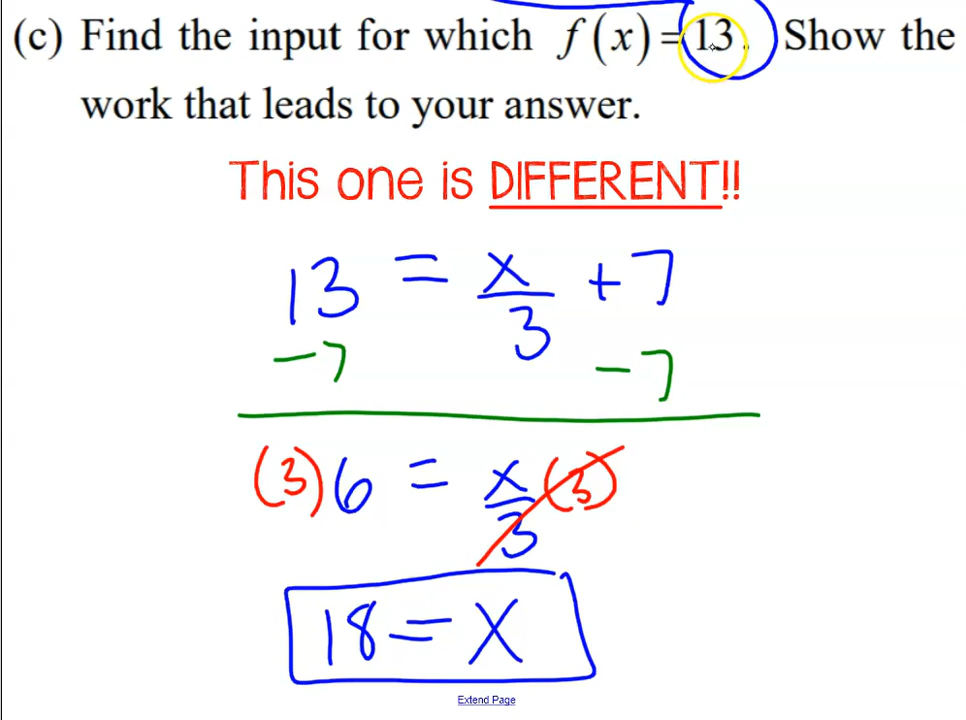 (c) Find the input for which f(x)=13. Show the
work that leads to your answer.
This one is DIFFERENT!!
13 = x/3 + 7
-7 -7
(3) 6 = x/3 (3)
18 = x
Extend Page